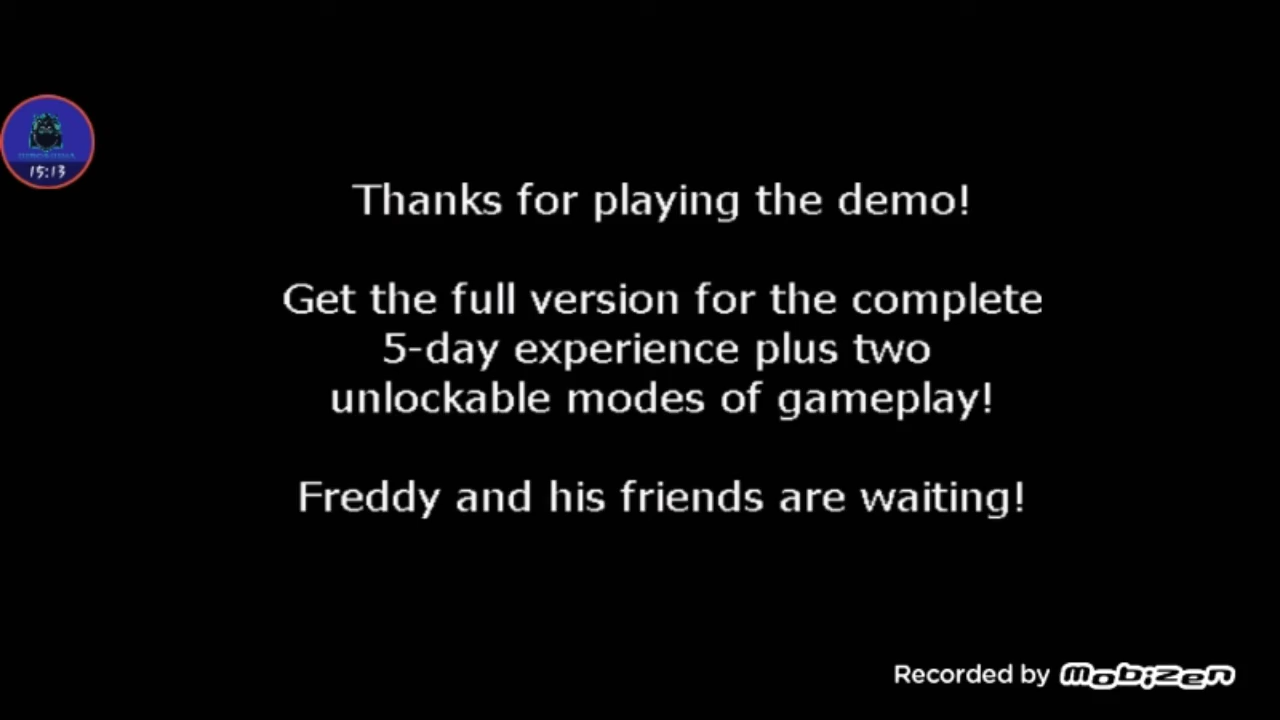 15:13
Thanks for playing the demo!
Get the full version for the complete
5-day experience plus two
unlockable modes of gameplay!
Freddy and his friends are waiting!
Recorded by mobizen